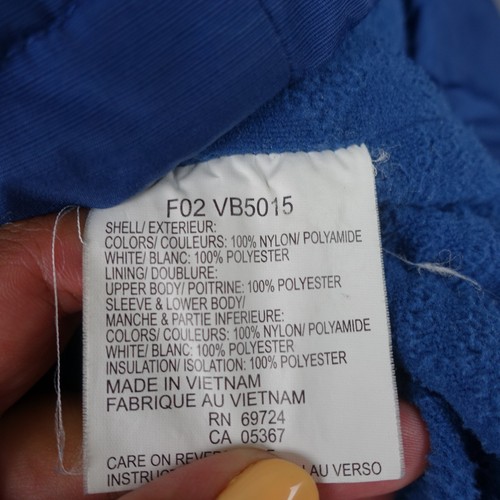 F02 VB5015
SHELL/ EXTERIEUR:
COLORS/ COULEURS: 100% NYLON/ POLYAMIDE
WHITE/ BLANC: 100% POLYESTER
LINING/ DOUBLURE:
UPPER BODY/ POITRINE: 100% POLYESTER
SLEEVE & LOWER BODY/
MANCHE & PARTIE INFERIEURE:
COLORS/ COULEURS: 100% NYLON/ POLYAMIDE
WHITE/ BLANC: 100% POLYESTER
INSULATION/ ISOLATION: 100% POLYESTER
MADE IN VIETNAM
FABRIQUE AU VIETNAM
RN 69724
CA 05367
CARE ON
AU VERSO